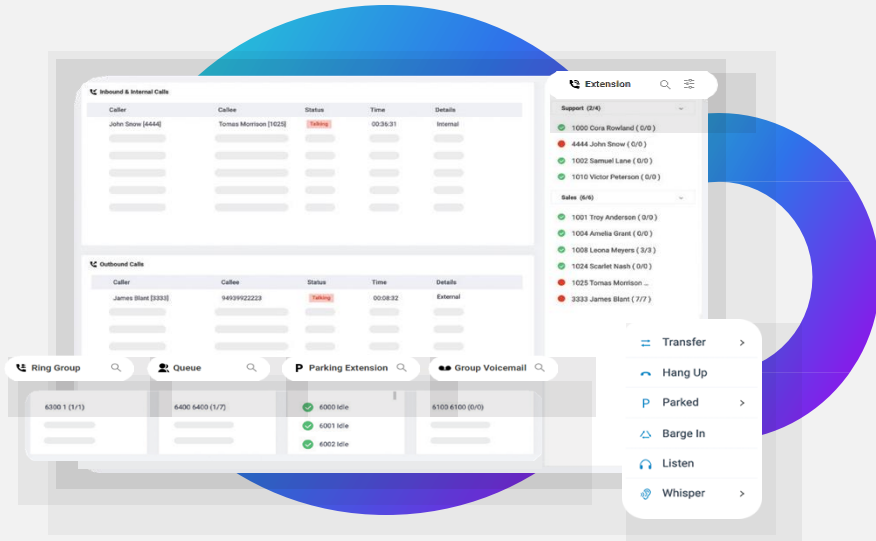 Inbound & Internal Calls
Caller Callee Status Time Details
John Snow [4444] Tomas Morrison [1025] Talking 00:36:31 Internal
Outbound Calls
Caller Callee Status Time Details
James Blant [3333] 94939922223 Talking 00:08:32 External
Extension
Support (2/4)
1000 Cora Rowland ( 0/0 )
4444 John Snow ( 0/0 )
1002 Samuel Lane ( 0/0 )
1010 Victor Peterson ( 0/0 )
Sales (6/6)
1001 Troy Anderson ( 0/0 )
1004 Amelia Grant ( 0/0 )
1008 Leona Meyers ( 3/3 )
1024 Scarlet Nash ( 0/0 )
1025 Tomas Morrison ...
3333 James Blant ( 7/7 )
Ring Group
6300 1 (1/1)
Queue
6400 6400 (1/7)
P Parking Extension
6000 Idle
6001 Idle
6002 Idle
Group Voicemail
6100 6100 (0/0)
Transfer
Hang Up
P Parked
Barge In
Listen
Whisper